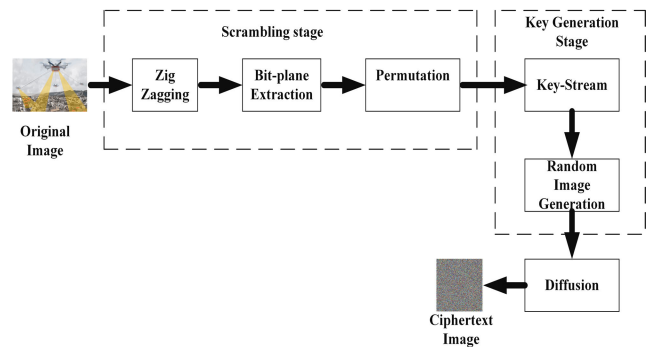 Scrambling stage
Key Generation
Stage
Zig
Zagging
Bit-plane
Extraction
Permutation
Key-Stream
Original
Image
Random
Image
Generation
Diffusion
Ciphertext
Image